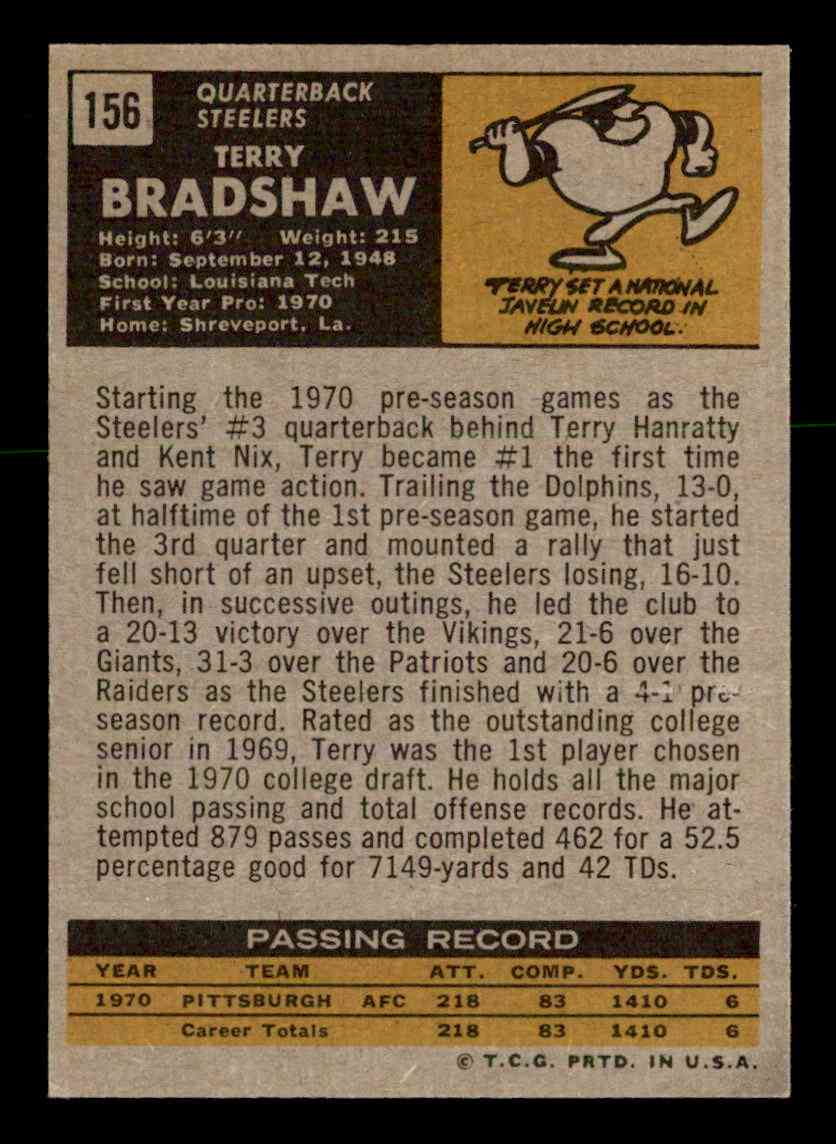 156
QUARTERBACK
STEELERS
TERRY
BRADSHAW
Height: 6'3" Weight: 215
Born: September 12, 1948
School: Louisiana Tech
First Year Pro: 1970
Home: Shreveport, La.
TERRY SET A NATIONAL
JAVELIN RECORD IN
HIGH SCHOOL.
Starting the 1970 pre-season games as the
Steelers' #3 quarterback behind Terry Hanratty
and Kent Nix, Terry became #1 the first time
he saw game action. Trailing the Dolphins, 13-0,
at halftime of the 1st pre-season game, he started
the 3rd quarter and mounted a rally that just
fell short of an upset, the Steelers losing, 16-10.
Then, in successive outings, he led the club to
a 20-13 victory over the Vikings, 21-6 over the
Giants, 31-3 over the Patriots and 20-6 over the
Raiders as the Steelers finished with a 4-1 pre-
season record. Rated as the outstanding college
senior in 1969, Terry was the 1st player chosen
in the 1970 college draft. He holds all the major
school passing and total offense records. He at-
tempted 879 passes and completed 462 for a 52.5
percentage good for 7149-yards and 42 TDs.
PASSING RECORD
YEAR TEAM ATT. COMP. YDS. TDS.
1970 PITTSBURGH AFC 218 83 1410 6
Career Totals 218 83 1410 6
© T.C.G. PRTD. IN U.S.A.